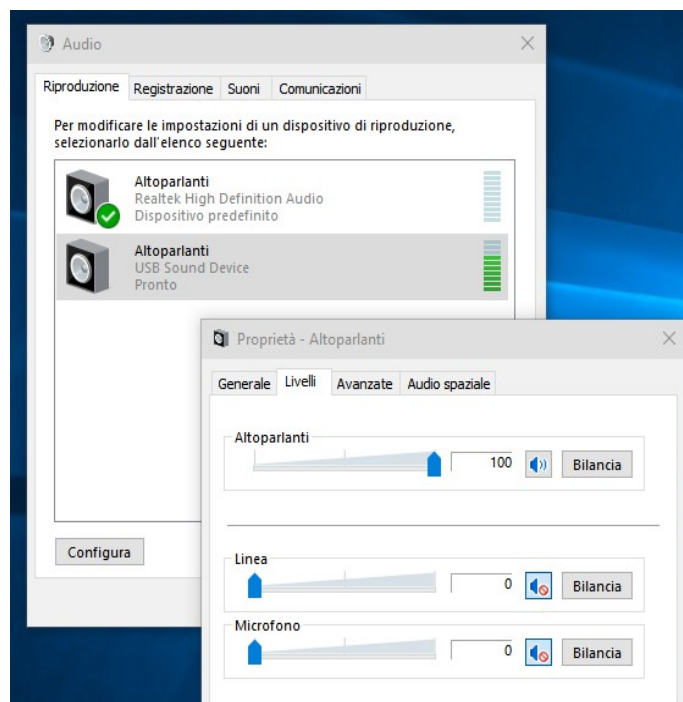 Audio
Riproduzione Registrazione Suoni Comunicazioni
Per modificare le impostazioni di un dispositivo di riproduzione,
selezionarlo dall'elenco seguente:
Altoparlanti
Realtek High Definition Audio
Dispositivo predefinito
Altoparlanti
USB Sound Device
Pronto
Configura
Proprietà - Altoparlanti
Generale Livelli Avanzate Audio spaziale
Altoparlanti
100 Bilancia
Linea
0 Bilancia
Microfono
0 Bilancia